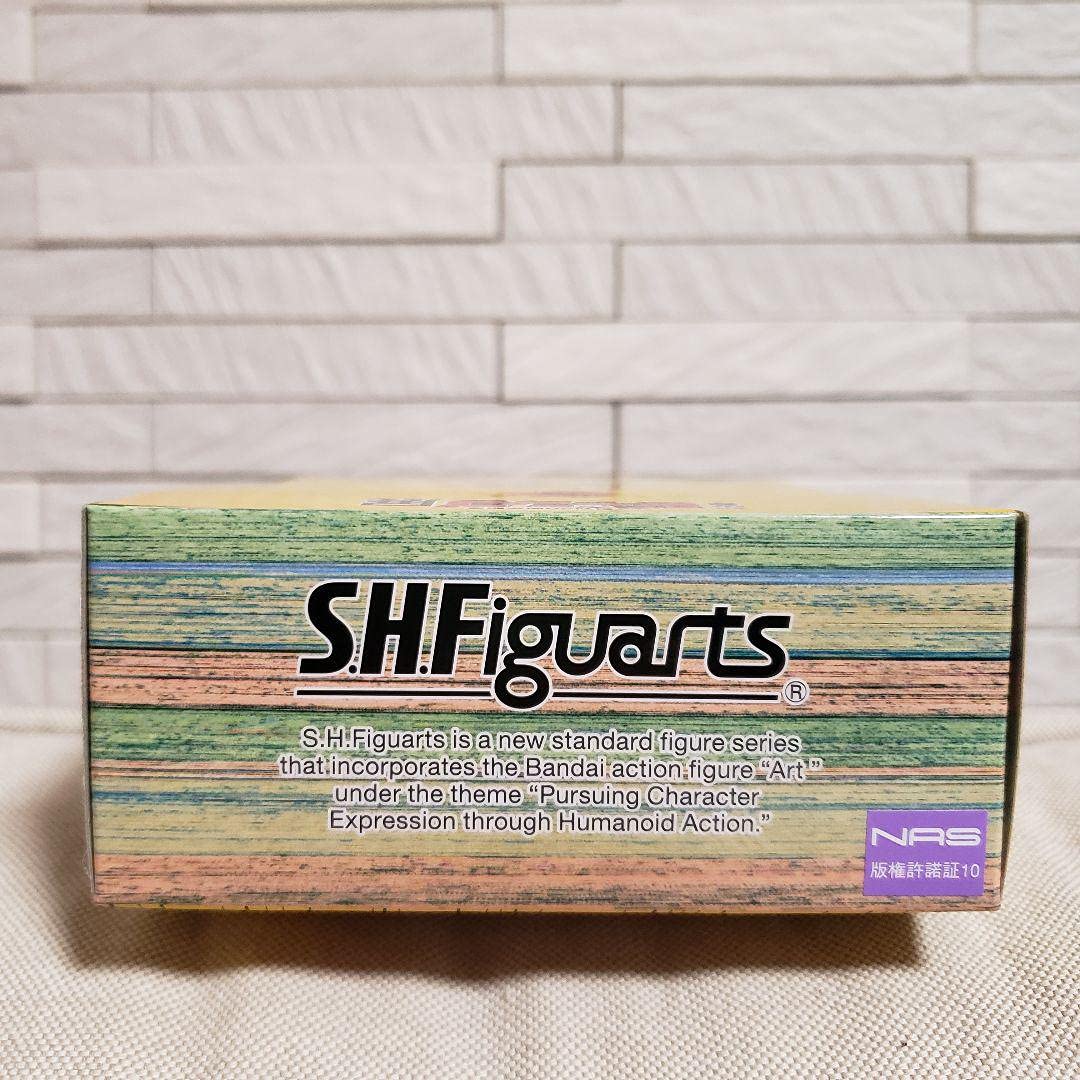 S.H.Figuarts
®
S.H.Figuarts is a new standard figure series
that incorporates the Bandai action figure “Art”
under the theme “Pursuing Character
Expression through Humanoid Action.”
NAS
版権許諾証10